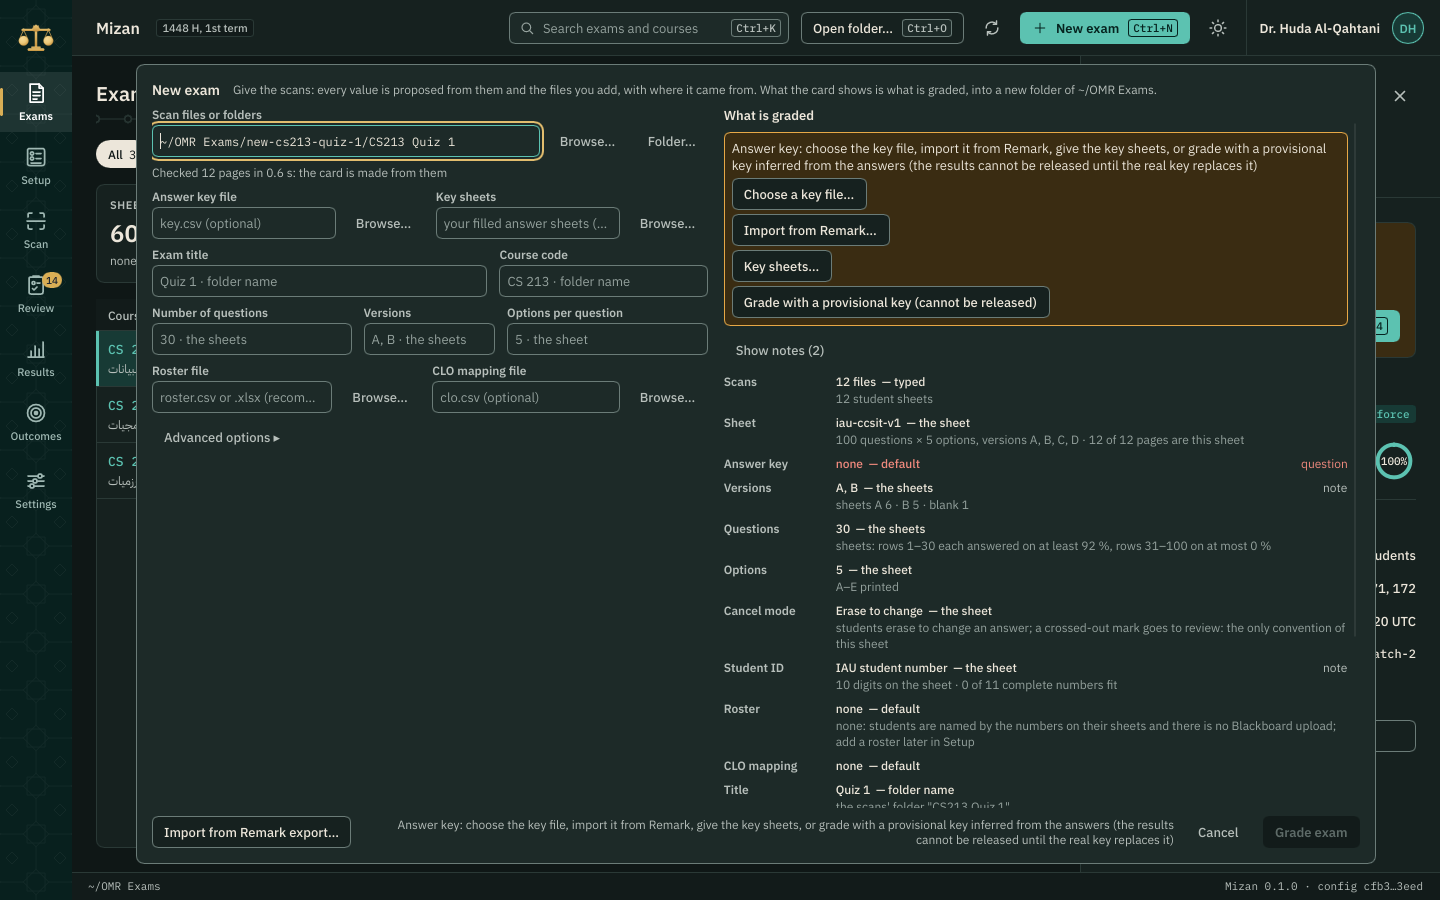 Mizan
1448 H, 1st term
Search exams and courses
Ctrl+K
Open folder...
Ctrl+O
New exam
Ctrl+N
Dr. Huda Al-Qahtani
DH
Exams
Setup
Scan
Review
14
Results
Outcomes
Settings
All 3
60
none
CS 2
CS 2
CS 2
New exam
Give the scans: every value is proposed from them and the files you add, with where it came from. What the card shows is what is graded, into a new folder of ~/OMR Exams.
Scan files or folders
~/OMR Exams/new-cs213-quiz-1/CS213 Quiz 1
Browse...
Folder...
Checked 12 pages in 0.6 s: the card is made from them
Answer key file
Key sheets
key.csv (optional)
Browse...
your filled answer sheets (...
Browse...
Exam title
Course code
Quiz 1 · folder name
CS 213 · folder name
Number of questions
Versions
Options per question
30 · the sheets
A, B · the sheets
5 · the sheet
Roster file
CLO mapping file
roster.csv or .xlsx (recom...
Browse...
clo.csv (optional)
Browse...
Advanced options ▸
What is graded
Answer key: choose the key file, import it from Remark, give the key sheets, or grade with a provisional
key inferred from the answers (the results cannot be released until the real key replaces it)
Choose a key file...
Import from Remark...
Key sheets...
Grade with a provisional key (cannot be released)
Show notes (2)
Scans
12 files — typed
12 student sheets
Sheet
iau-ccsit-v1 — the sheet
100 questions × 5 options, versions A, B, C, D · 12 of 12 pages are this sheet
Answer key
none — default
question
Versions
A, B — the sheets
note
sheets A 6 · B 5 · blank 1
Questions
30 — the sheets
sheets: rows 1–30 each answered on at least 92 %, rows 31–100 on at most 0 %
Options
5 — the sheet
A–E printed
Cancel mode
Erase to change — the sheet
students erase to change an answer; a crossed-out mark goes to review: the only convention of
this sheet
Student ID
IAU student number — the sheet
note
10 digits on the sheet · 0 of 11 complete numbers fit
Roster
none — default
none: students are named by the numbers on their sheets and there is no Blackboard upload;
add a roster later in Setup
CLO mapping
none — default
Title
Quiz 1 — folder name
the scans' folder "CS213 Quiz 1"
4
force
100%
71, 172
20 UTC
atch-2
Import from Remark export...
Answer key: choose the key file, import it from Remark, give the key sheets, or grade with a provisional key inferred from the answers (the results
cannot be released until the real key replaces it)
Cancel
Grade exam
~/OMR Exams
Mizan 0.1.0 · config cfb3…3eed